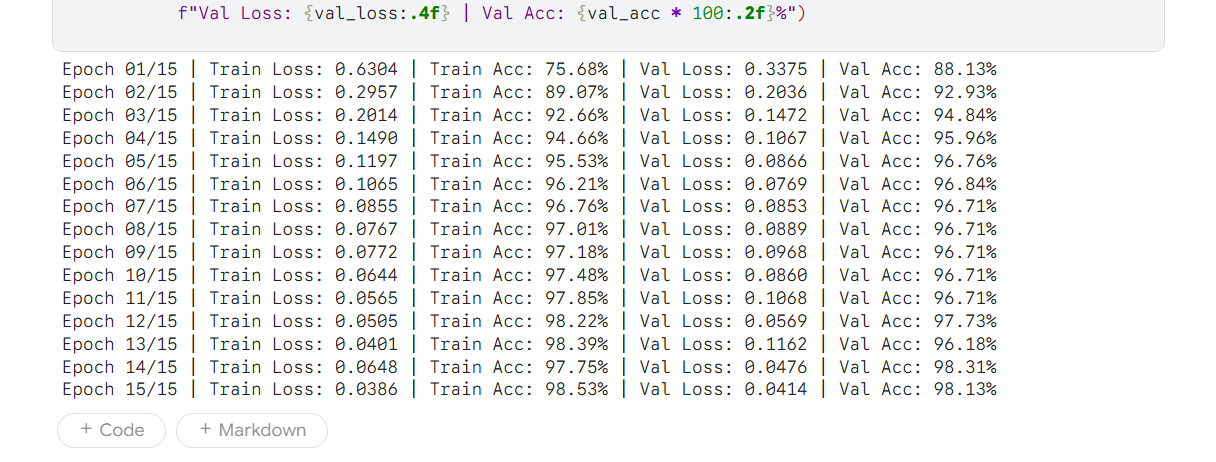 f"Val Loss: {val_loss:.4f} | Val Acc: {val_acc * 100:.2f}%")
Epoch 01/15 | Train Loss: 0.6304 | Train Acc: 75.68% | Val Loss: 0.3375 | Val Acc: 88.13%
Epoch 02/15 | Train Loss: 0.2957 | Train Acc: 89.07% | Val Loss: 0.2036 | Val Acc: 92.93%
Epoch 03/15 | Train Loss: 0.2014 | Train Acc: 92.66% | Val Loss: 0.1472 | Val Acc: 94.84%
Epoch 04/15 | Train Loss: 0.1490 | Train Acc: 94.66% | Val Loss: 0.1067 | Val Acc: 95.96%
Epoch 05/15 | Train Loss: 0.1197 | Train Acc: 95.53% | Val Loss: 0.0866 | Val Acc: 96.76%
Epoch 06/15 | Train Loss: 0.1065 | Train Acc: 96.21% | Val Loss: 0.0769 | Val Acc: 96.84%
Epoch 07/15 | Train Loss: 0.0855 | Train Acc: 96.76% | Val Loss: 0.0853 | Val Acc: 96.71%
Epoch 08/15 | Train Loss: 0.0767 | Train Acc: 97.01% | Val Loss: 0.0889 | Val Acc: 96.71%
Epoch 09/15 | Train Loss: 0.0772 | Train Acc: 97.18% | Val Loss: 0.0968 | Val Acc: 96.71%
Epoch 10/15 | Train Loss: 0.0644 | Train Acc: 97.48% | Val Loss: 0.0860 | Val Acc: 96.71%
Epoch 11/15 | Train Loss: 0.0565 | Train Acc: 97.85% | Val Loss: 0.1068 | Val Acc: 96.71%
Epoch 12/15 | Train Loss: 0.0505 | Train Acc: 98.22% | Val Loss: 0.0569 | Val Acc: 97.73%
Epoch 13/15 | Train Loss: 0.0401 | Train Acc: 98.39% | Val Loss: 0.1162 | Val Acc: 96.18%
Epoch 14/15 | Train Loss: 0.0648 | Train Acc: 97.75% | Val Loss: 0.0476 | Val Acc: 98.31%
Epoch 15/15 | Train Loss: 0.0386 | Train Acc: 98.53% | Val Loss: 0.0414 | Val Acc: 98.13%
+ Code + Markdown